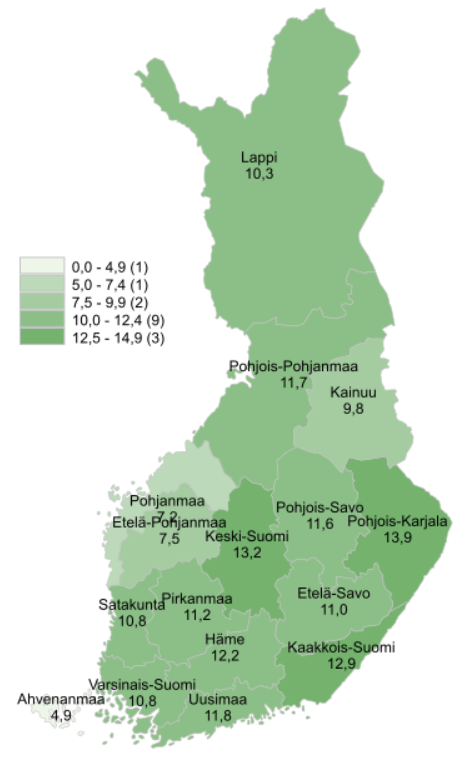 Lappi
10,3
0,0 - 4,9 (1)
5,0 - 7,4 (1)
7,5 - 9,9 (2)
10,0 - 12,4 (9)
12,5 - 14,9 (3)
Pohjois-Pohjanmaa
11,7
Kainuu
9,8
Pohjanmaa
7,2
Etelä-Pohjanmaa
7,5
Keski-Suomi
13,2
Pohjois-Savo
11,6
Pohjois-Karjala
13,9
Satakunta
10,8
Pirkanmaa
11,2
Etelä-Savo
11,0
Häme
12,2
Kaakkois-Suomi
12,9
Ahvenanmaa
4,9
Varsinais-Suomi
10,8
Uusimaa
11,8